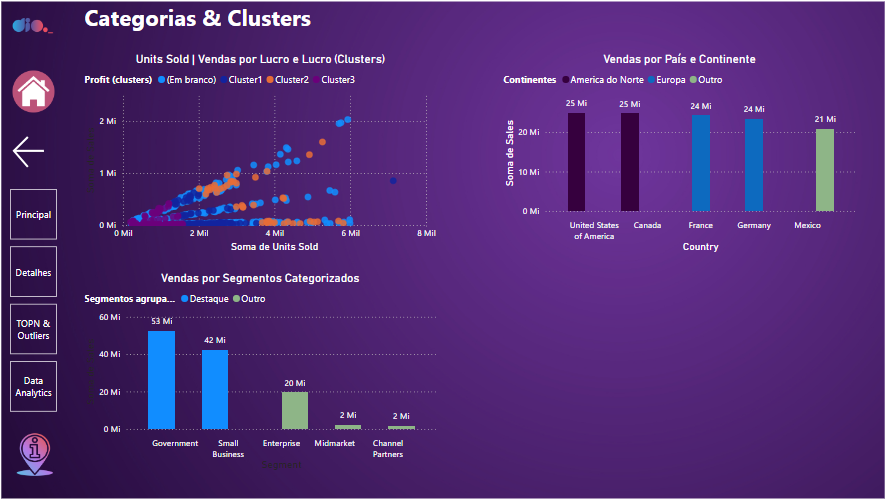 dio.
Categorias & Clusters
Principal
Detalhes
TOPN &
Outliers
Data
Analytics
Units Sold | Vendas por Lucro e Lucro (Clusters)
Profit (clusters) (Em branco) Cluster1 Cluster2 Cluster3
2 Mi
1 Mi
0 Mi
0 Mi 2 Mi 4 Mi 6 Mi 8 Mi
Soma de Units Sold
Vendas por País e Continente
Continentes America do Norte Europa Outro
Soma de Sales
20 Mi
10 Mi
0 Mi
25 Mi 25 Mi 24 Mi 24 Mi 21 Mi
United States
of America
Canada
France
Germany
Mexico
Country
Vendas por Segmentos Categorizados
Segmentos agrupa... Destaque Outro
60 Mi
40 Mi
20 Mi
0 Mi
53 Mi 42 Mi 20 Mi 2 Mi 2 Mi
Government
Small
Business
Enterprise
Midmarket
Channel
Partners